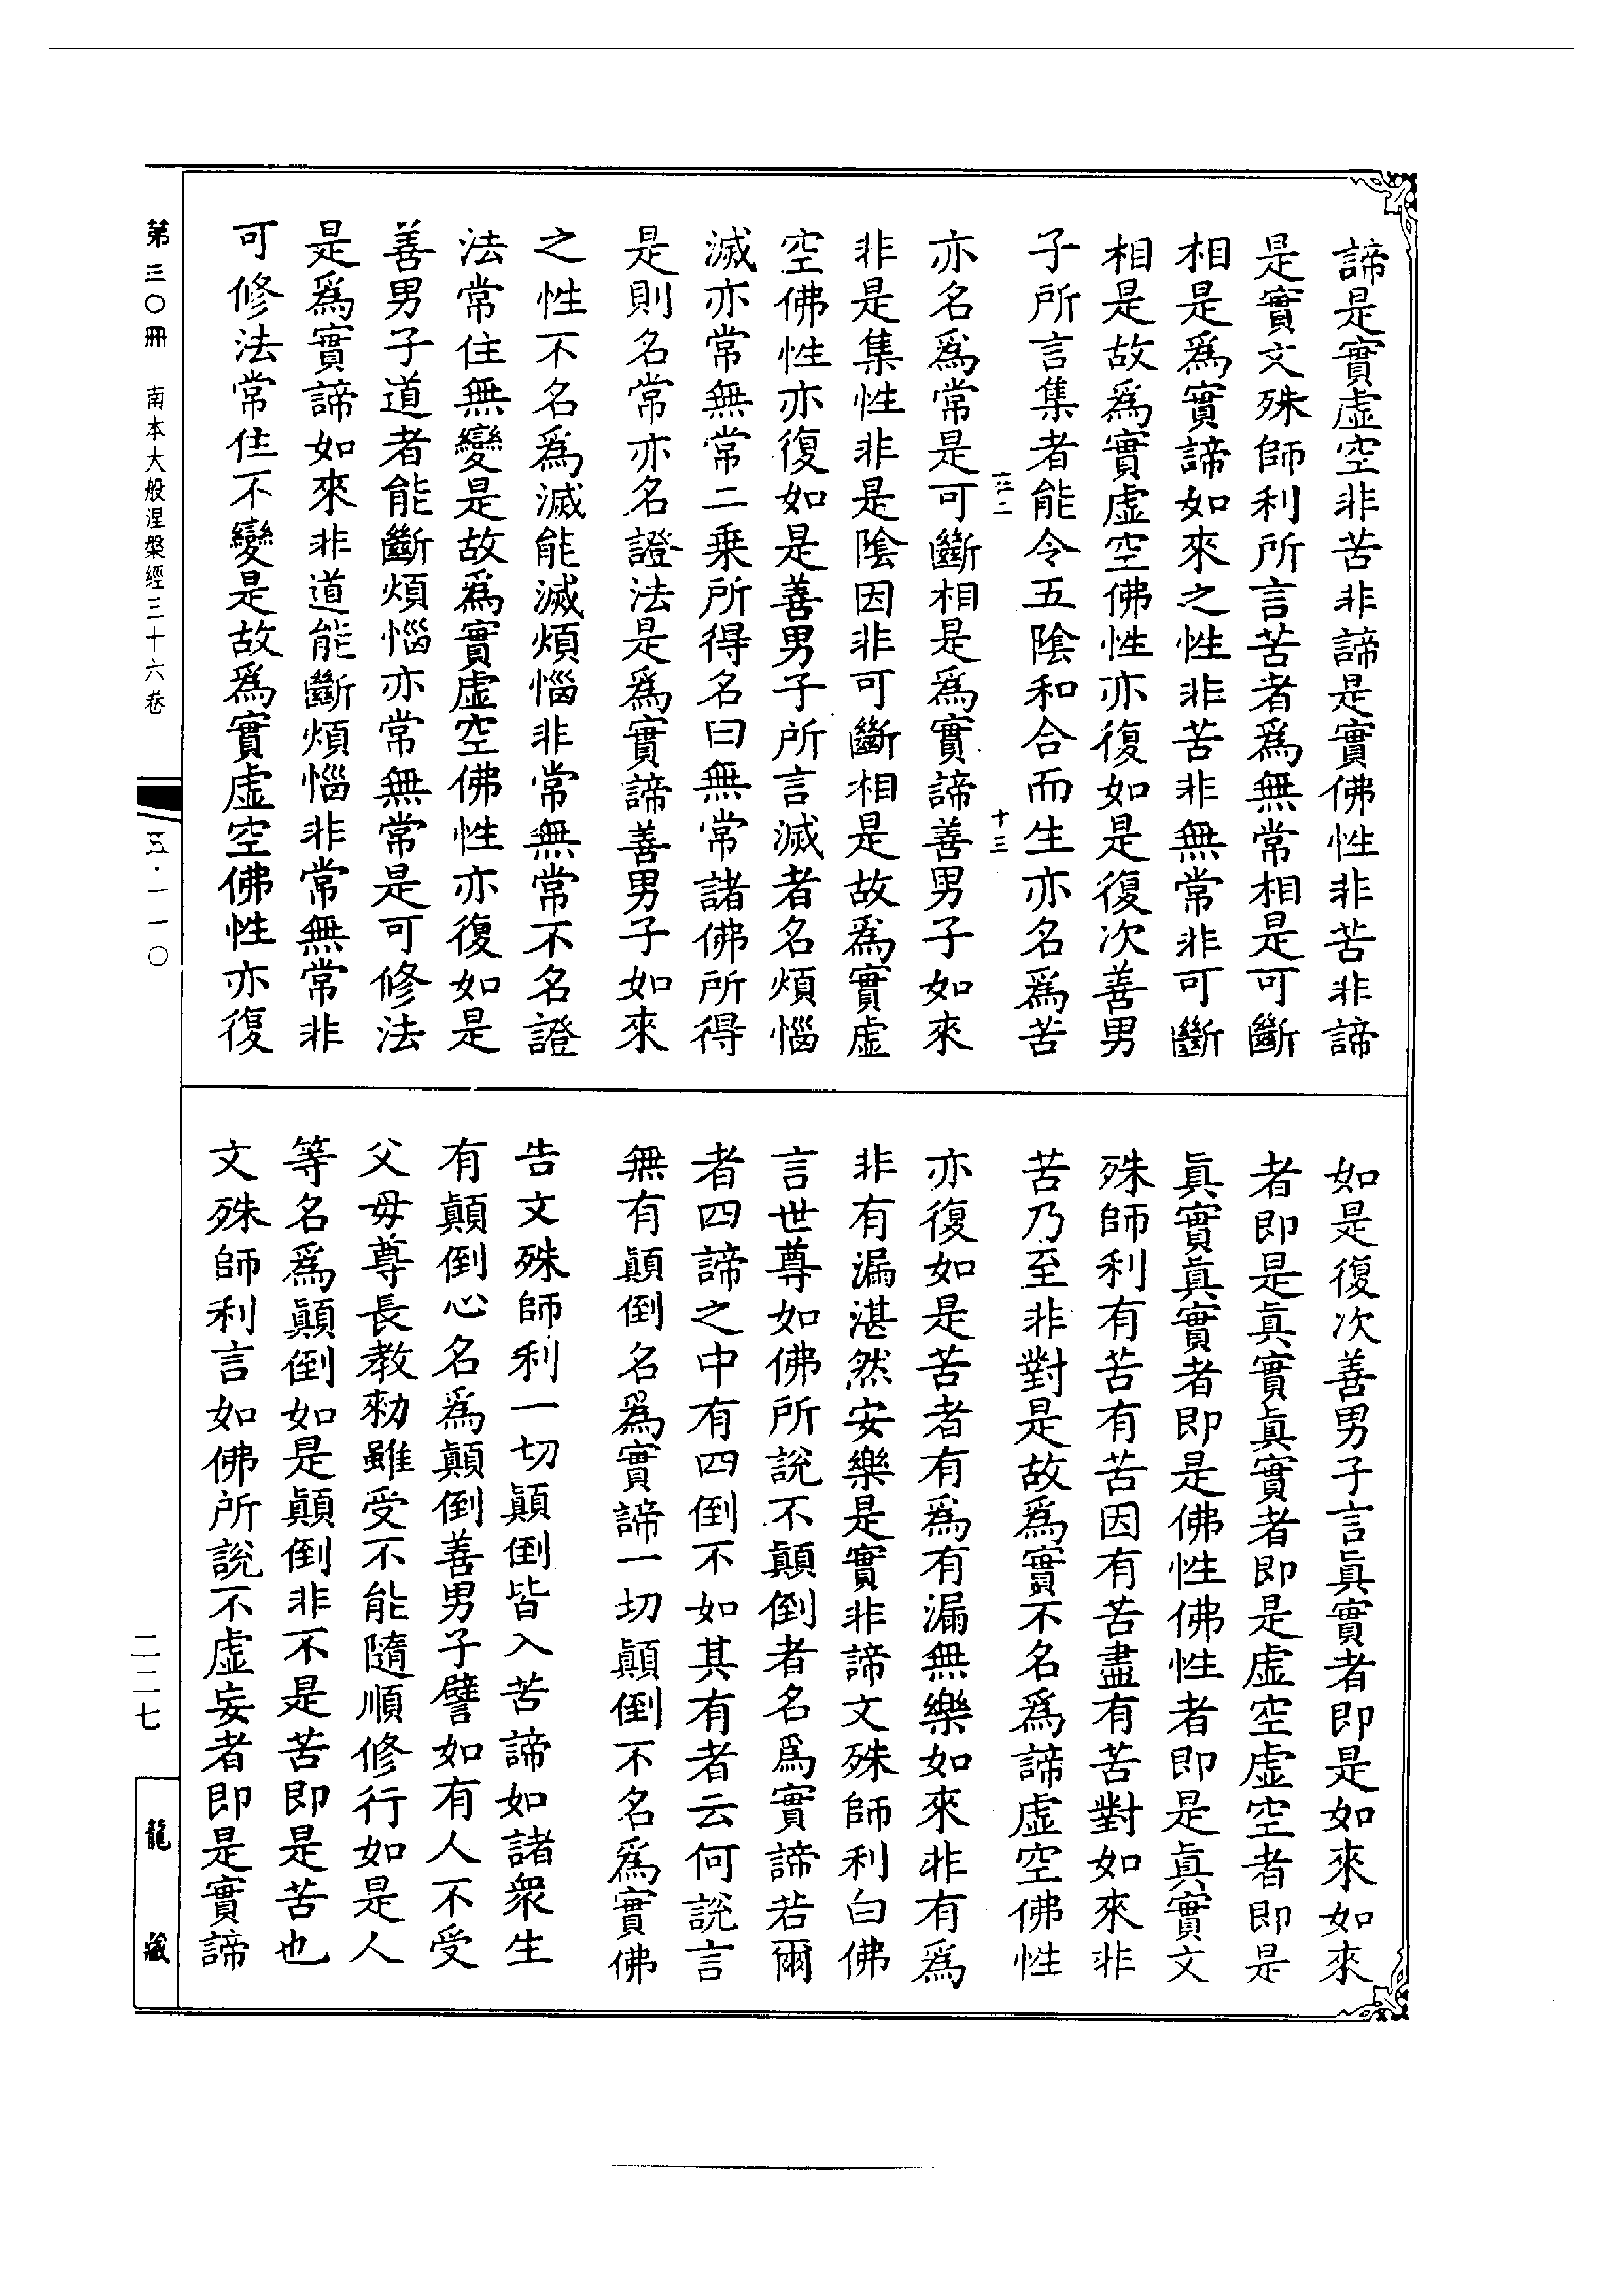 諦是實虛空非苦非諦是實佛性非苦非諦
是實文殊師利所言苦者爲無常相是可斷
相是爲實諦如來之性非苦非無常非可斷
相是故爲實虛空佛性亦復如是復次善男
子所言集者能令五陰和合而生亦名爲苦
十三
亦名爲常是可斷相是爲實諦善男子如來
非是集性非是陰因非可斷相是故爲實虛
空佛性亦復如是善男子所言滅者名煩惱
滅亦常無常二乘所得名曰無常諸佛所得
是則名常亦名證法是爲實諦善男子如來
之性不名爲滅能滅煩惱非常無常不名證
法常住無變是故爲實虛空佛性亦復如是
善男子道者能斷煩惱亦常無常是可修法
是爲實諦如來非道能斷煩惱非常無常非
可修法常住不變是故爲實虛空佛性亦復
如是復次善男子言眞實者即是如來如來
者即是眞實眞實者即是虛空虛空者即是
眞實眞實者即是佛性佛性者即是眞實文
殊師利有苦有苦因有苦盡有苦對如來非
苦乃至非對是故爲實不名爲諦虛空佛性
亦復如是苦者有爲有漏無樂如來非有爲
非有漏湛然安樂是實非諦文殊師利白佛
言世尊如佛所說不顚倒者名爲實諦若爾
者四諦之中有四倒不如其有者云何說言
無有顚倒名爲實諦一切顚倒不名爲實佛
告文殊師利一切顚倒皆入苦諦如諸衆生
有顚倒心名爲顚倒善男子譬如有人不受
父母尊長教勑雖受不能隨順修行如是人
等名爲顚倒如是顚倒非不是苦即是苦也
文殊師利言如佛所說不虛妄者即是實諦
第三〇冊 南本大般涅槃經三十六卷
五·一一〇
二二七
龍藏